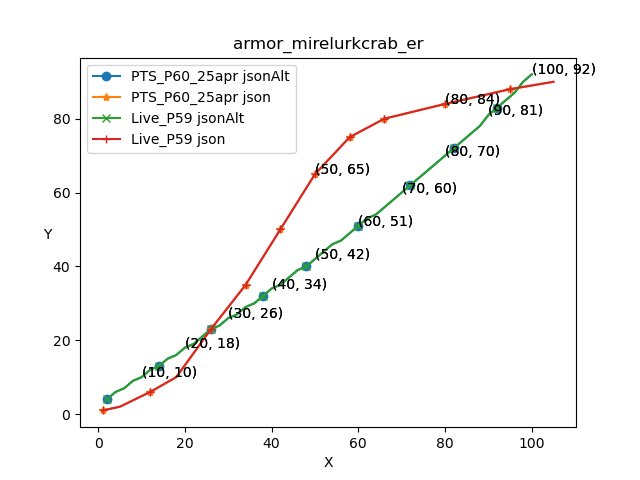 armor_mirelurkcrab_er
PTS_P60_25apr jsonAlt
PTS_P60_25apr json
Live_P59 jsonAlt
Live_P59 json
(100, 92)
(80, 84)
(90, 81)
(80, 70)
(50, 65)
(70, 60)
(60, 51)
(50, 42)
(40, 34)
(30, 26)
(20, 18)
(10, 10)
80
60
Y
40
20
0
0 20 40 60 80 100
X